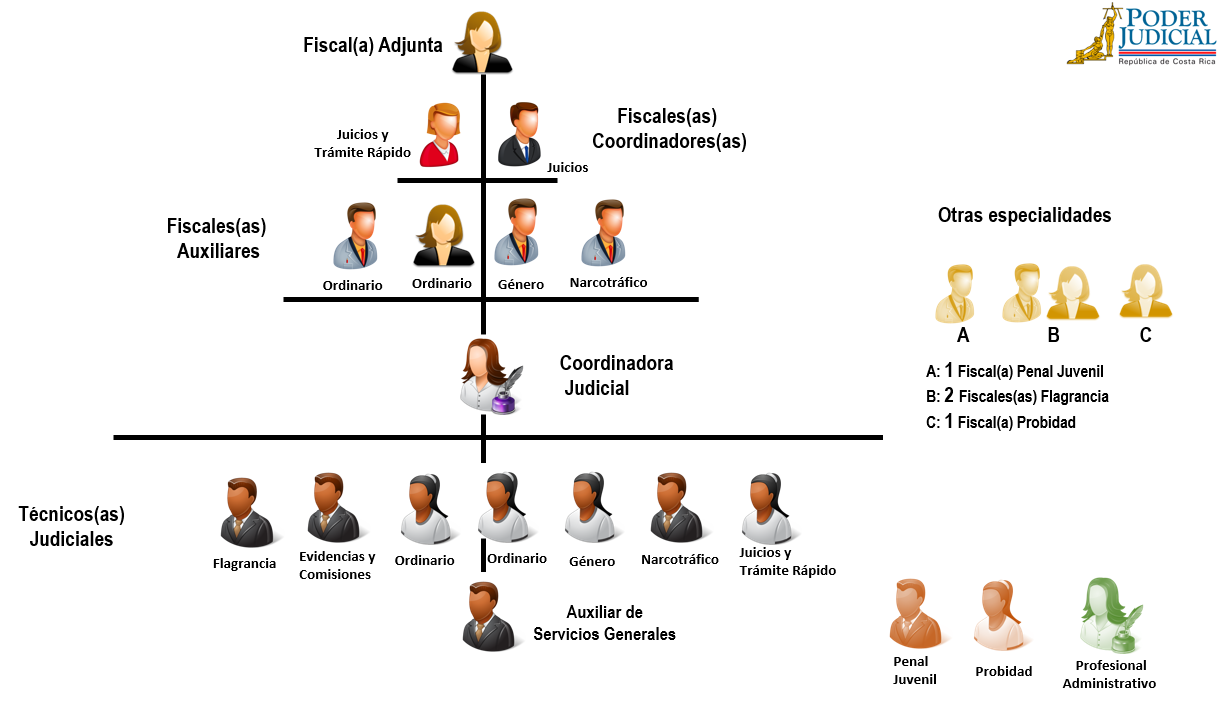 PODER
JUDICIAL
República de Costa Rica
Fiscal(a) Adjunta
Fiscales(as)
Coordinadores(as)
Juicios y
Trámite Rápido
Juicios
Fiscales(as)
Auxiliares
Ordinario
Ordinario
Género
Narcotráfico
Otras especialidades
A
B
C
A: 1 Fiscal(a) Penal Juvenil
B: 2 Fiscales(as) Flagrancia
C: 1 Fiscal(a) Probidad
Coordinadora
Judicial
Técnicos(as)
Judiciales
Flagrancia
Evidencias y
Comisiones
Ordinario
Ordinario
Género
Narcotráfico
Juicios y
Trámite Rápido
Auxiliar de
Servicios Generales
Penal
Juvenil
Probidad
Profesional
Administrativo